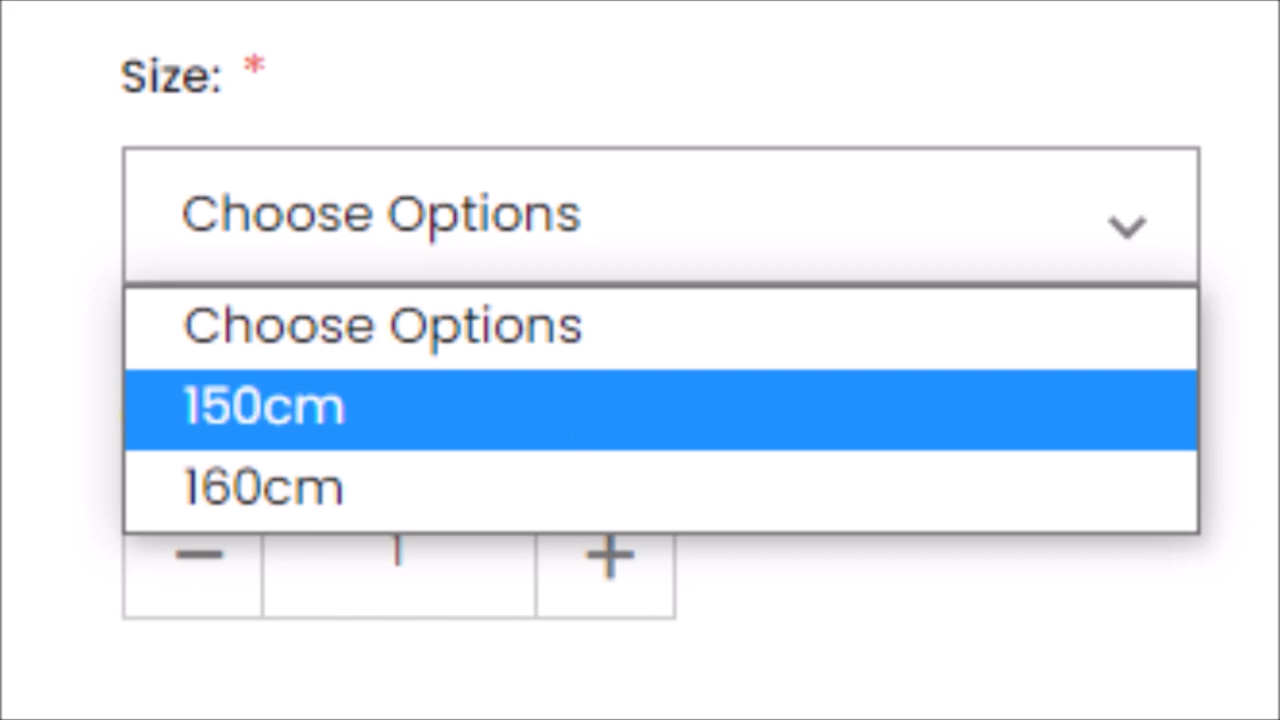 Size: *
Choose Options
Choose Options
150cm
160cm
− 1 +